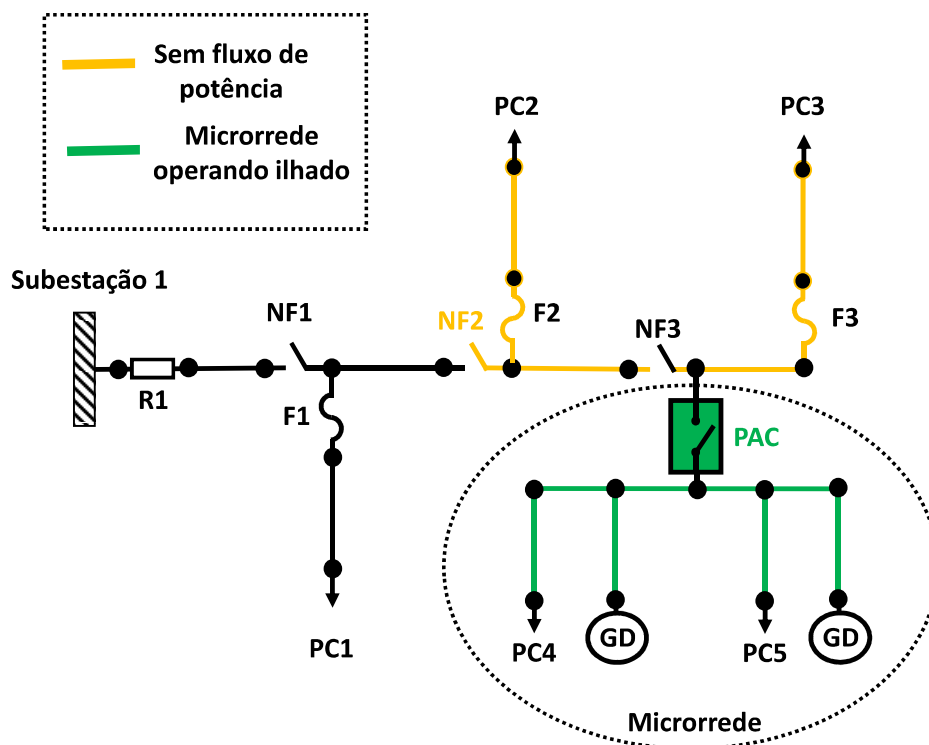 Sem fluxo de
potência
Microrrede
operando ilhado
PC2
PC3
Subestação 1
NF1
NF2
F2
NF3
F3
R1
F1
PAC
PC1
PC4
GD
PC5
GD
Microrrede